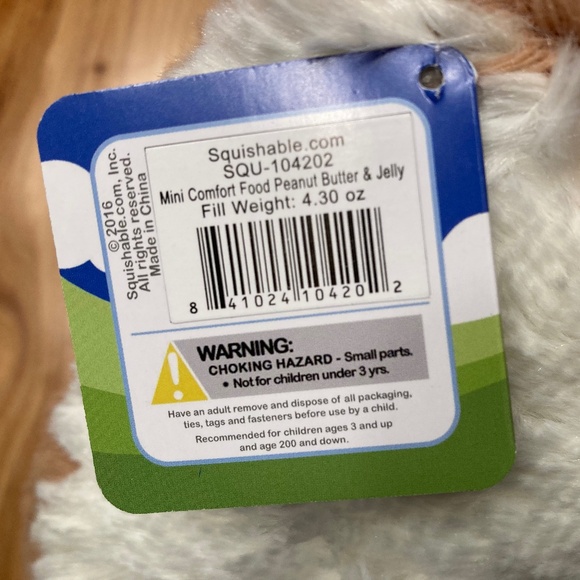 © 2016
Squishable.com, Inc.
All rights reserved.
Made in China
Squishable.com
SQU-104202
Mini Comfort Food Peanut Butter & Jelly
Fill Weight: 4.30 oz
8 41024 10420 2
WARNING:
CHOKING HAZARD - Small parts.
• Not for children under 3 yrs.
Have an adult remove and dispose of all packaging,
ties, tags and fasteners before use by a child.
Recommended for children ages 3 and up
and age 200 and down.